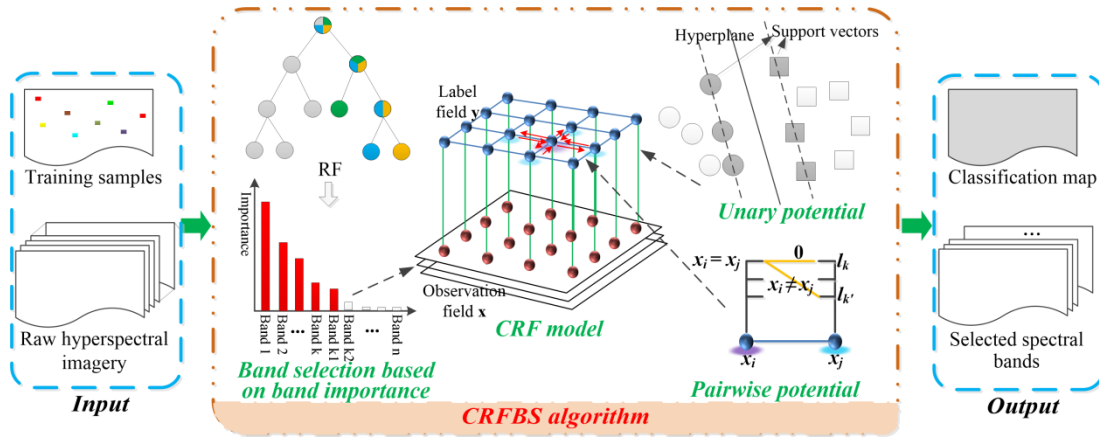 Training samples
Raw hyperspectral
imagery
Input
RF
Importance
Band 1
Band 2
...
Band k
Band k1
Band k2
...
Band n
Band selection based
on band importance
Label
field y
Observation
field x
CRF model
Hyperplane
Support vectors
Unary potential
x_i = x_j
0
l_k
x_i ≠ x_j
l_k'
x_i
x_j
Pairwise potential
CRFBS algorithm
Classification map
...
Selected spectral
bands
Output